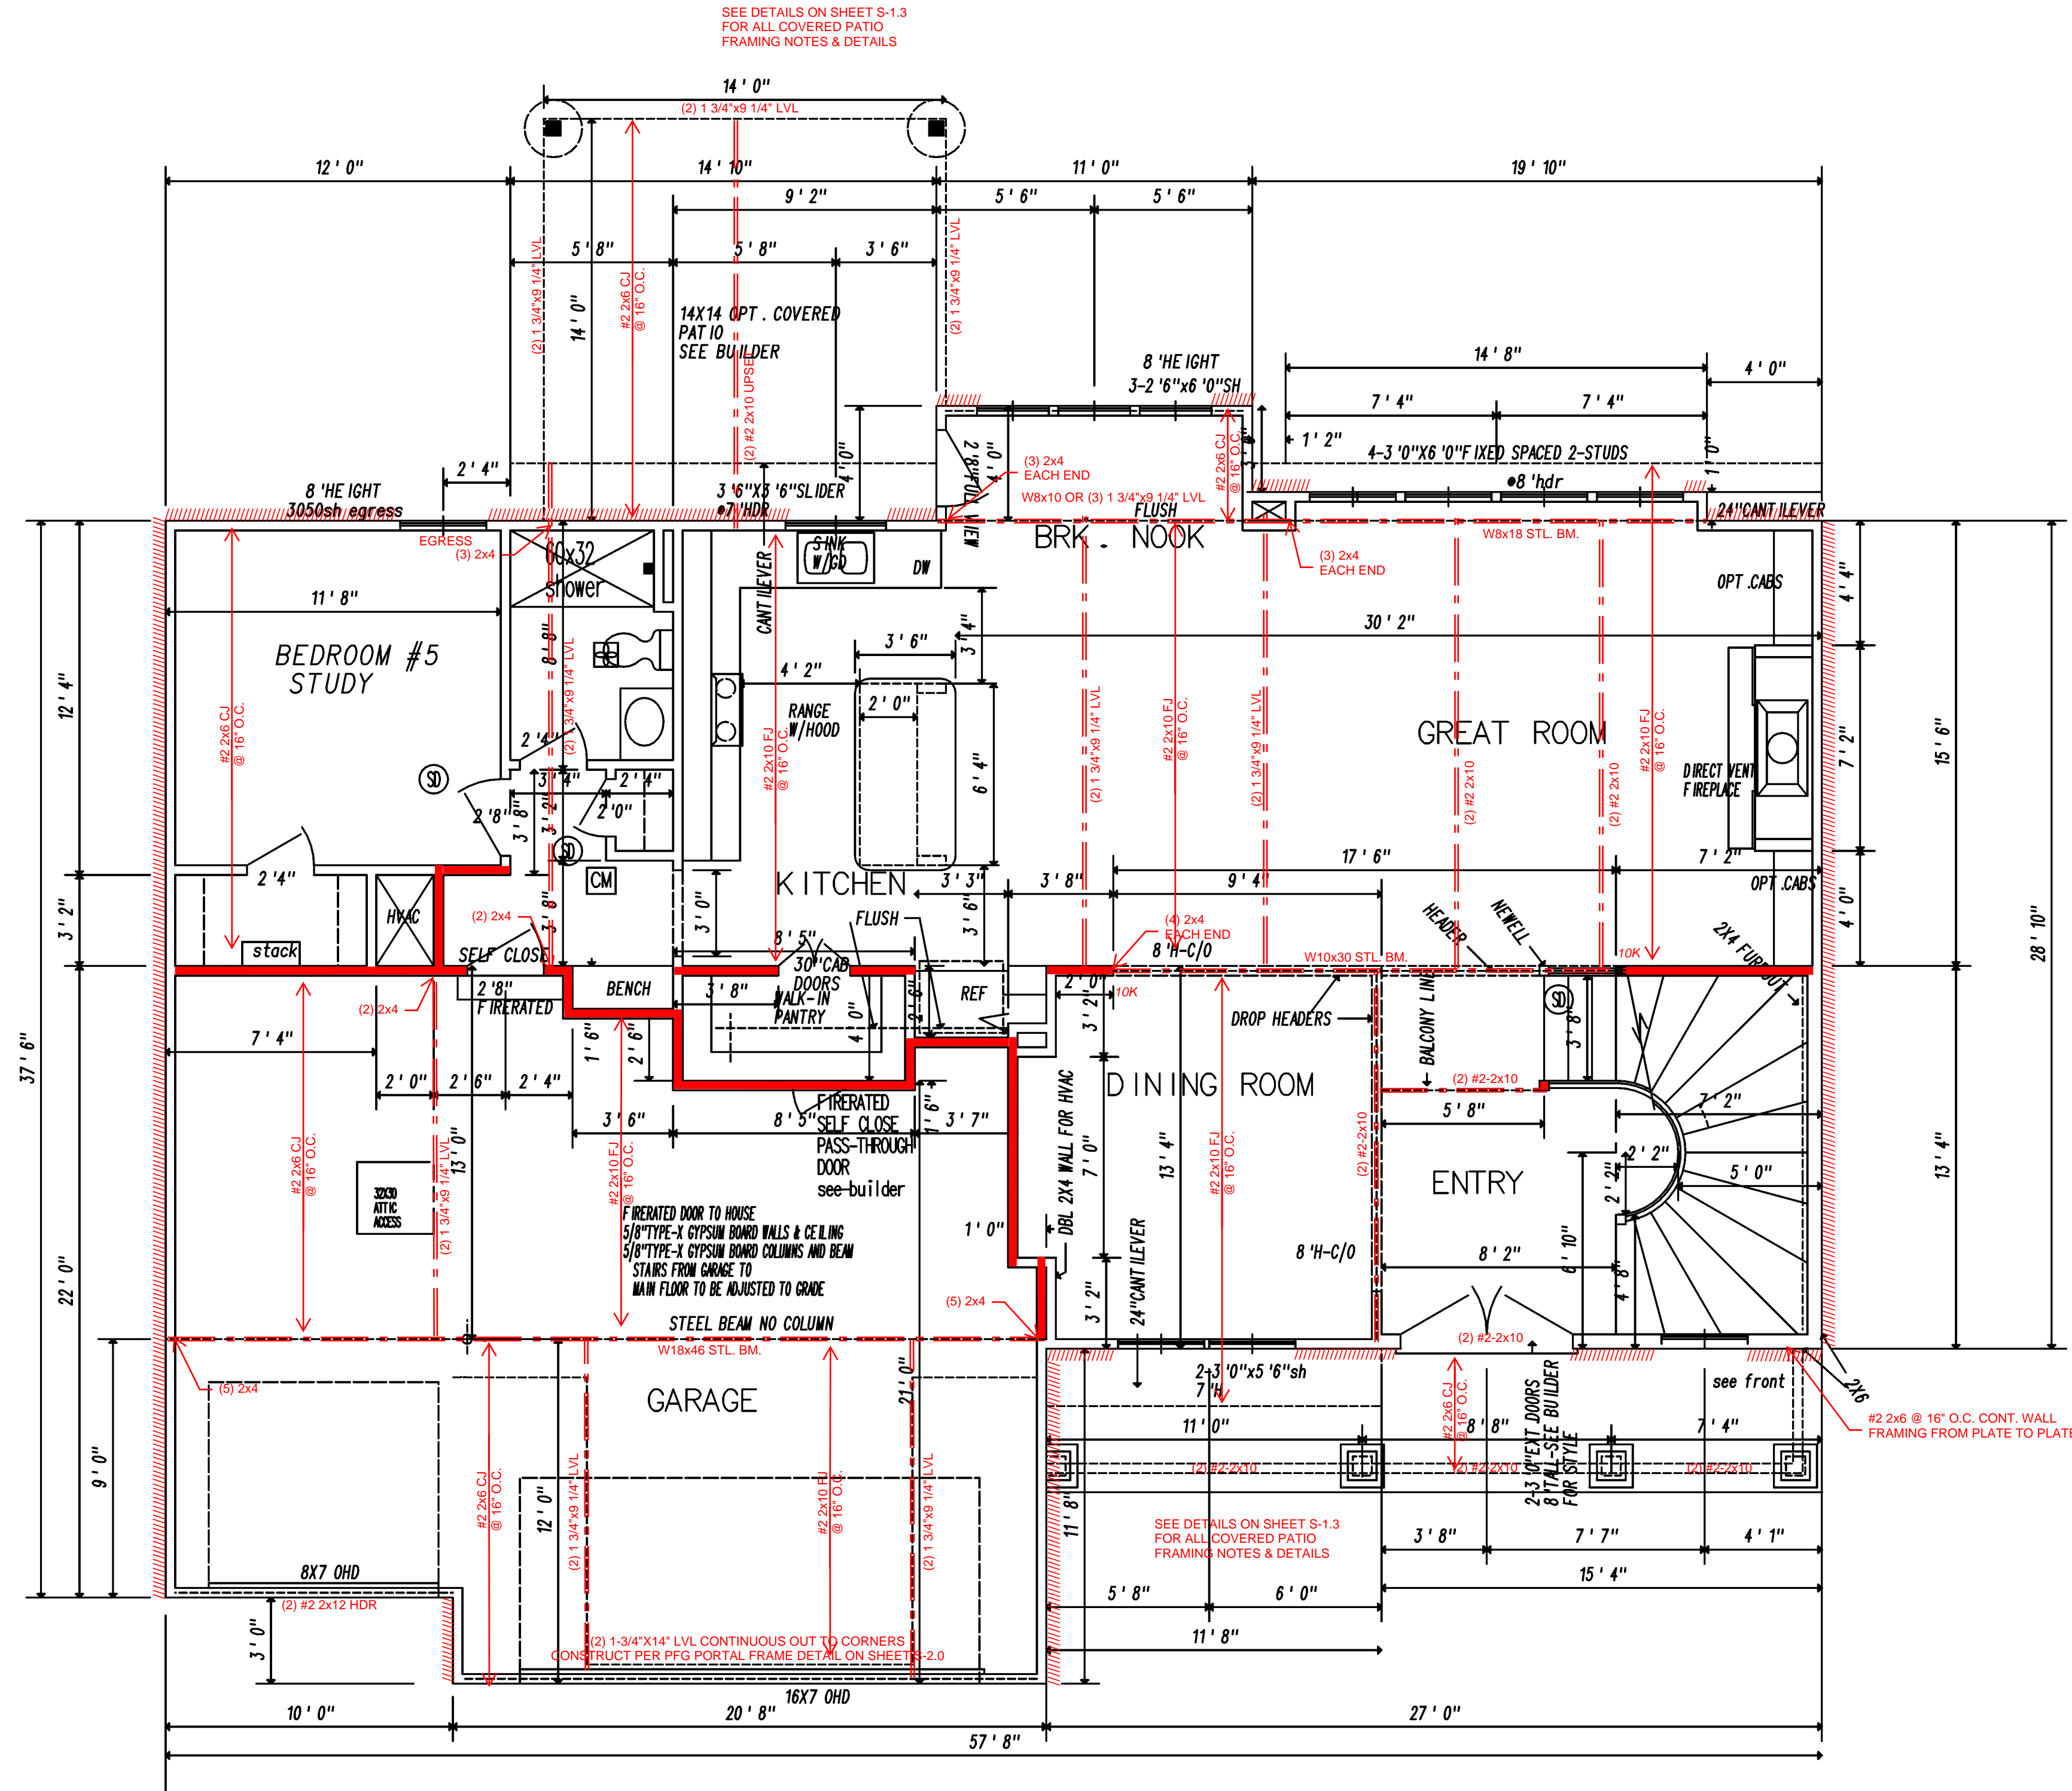 SEE DETAILS ON SHEET S-1.3
FOR ALL COVERED PATIO
FRAMING NOTES & DETAILS
14' 0"
(2) 1 3/4"x9 1/4" LVL
12' 0"
14' 10"
11' 0"
19' 10"
9' 2"
5' 6"
5' 6"
5' 8"
5' 8"
3' 6"
(2) 1 3/4"x9 1/4" LVL
14' 0"
#2 2x6 CJ
@ 16" O.C.
(2) #2 2x10 UPSET
(2) 1 3/4"x9 1/4" LVL
14X14 OPT. COVERED
PATIO
SEE BUILDER
8'HEIGHT
3-2'6"x6'0"SH
14' 8"
4' 0"
7' 4"
7' 4"
1' 2"
4-3'0"X6'0"FIXED SPACED 2-STUDS
1' 0"
@8'hdr
24"CANTILEVER
2' 4"
8'HEIGHT
3050sh egress
EGRESS
(3) 2x4
3'6"X3'6"SLIDER
@7'HDR
4' 0"
4' 0"
2'8"FULL VIEW
(3) 2x4
EACH END
W8x10 OR (3) 1 3/4"x9 1/4" LVL
FLUSH
#2 2x6 CJ
@ 16" O.C.
BRK. NOOK
(3) 2x4
EACH END
W8x18 STL. BM.
OPT.CABS
60x32
shower
SINK
W/GD
DW
CANTILEVER
11' 8"
BEDROOM #5
STUDY
#2 2x6 CJ
@ 16" O.C.
8' 8"
(2) 1 3/4"x9 1/4" LVL
4' 2"
3' 6"
3' 4"
30' 2"
2' 0"
RANGE
W/HOOD
#2 2x10 FJ
@ 16" O.C.
6' 4"
(2) 1 3/4"x9 1/4" LVL
#2 2x10 FJ
@ 16" O.C.
(2) 1 3/4"x9 1/4" LVL
GREAT ROOM
(2) #2 2x10
(2) #2 2x10
#2 2x10 FJ
@ 16" O.C.
DIRECT VENT
FIREPLACE
4' 4"
7' 2"
4' 0"
15' 6"
28' 10"
12' 4"
3' 2"
37' 6"
22' 0"
9' 0"
SD
2' 4"
3' 4"
2' 4"
2'8"
3' 8"
3' 2"
2'0"
SD
CM
2'4"
HVAC
stack
(2) 2x4
SELF CLOSE
3' 8"
KITCHEN
3' 0"
8' 5"
FLUSH
3' 3"
3' 8"
3' 6"
17' 6"
9' 4"
7' 2"
OPT.CABS
(4) 2x4
EACH END
8'H-C/O
HEADER
NEWELL
W10x30 STL. BM.
10K
10K
2X4 FURDOUT
2'8"
FIRERATED
(2) 2x4
BENCH
3' 8"
30"CAB
DOORS
WALK-IN
PANTRY
4' 0"
2' 6"
REF
2' 0"
3' 2"
DROP HEADERS
BALCONY LINE
SD
3' 8"
7' 4"
2' 0"
2' 6"
2' 4"
1' 6"
2' 6"
3' 6"
8' 5"
3' 7"
1' 6"
#2 2x6 CJ
@ 16" O.C.
(2) 1 3/4"x9 1/4" LVL
13' 0"
#2 2x10 FJ
@ 16" O.C.
FIRERATED
SELF CLOSE
PASS-THROUGH
DOOR
see builder
32X30
ATTIC
ACCESS
FIRERATED DOOR TO HOUSE
5/8"TYPE-X GYPSUM BOARD WALLS & CEILING
5/8"TYPE-X GYPSUM BOARD COLUMNS AND BEAM
STAIRS FROM GARAGE TO
MAIN FLOOR TO BE ADJUSTED TO GRADE
DINING ROOM
DBL 2X4 WALL FOR HVAC
7' 0"
13' 4"
#2 2x10 FJ
@ 16" O.C.
(2) #2-2x10
(2) #2-2x10
5' 8"
7' 2"
2' 2"
2' 2"
5' 0"
ENTRY
8' 2"
6' 10"
4' 8"
13' 4"
1' 0"
3' 2"
24"CANTILEVER
8'H-C/O
(5) 2x4
STEEL BEAM NO COLUMN
W18x46 STL. BM.
(5) 2x4
GARAGE
21' 0"
12' 0"
#2 2x6 CJ
@ 16" O.C.
(2) 1 3/4"x9 1/4" LVL
#2 2x10 FJ
@ 16" O.C.
(2) 1 3/4"x9 1/4" LVL
2-3'0"x5'6"sh
7'H
(2) #2-2x10
#2 2x6 CJ
@ 16" O.C.
2-3'0"EXT DOORS
8'TALL-SEE BUILDER
FOR STYLE
see front
2X6
#2 2x6 @ 16" O.C. CONT. WALL
FRAMING FROM PLATE TO PLATE
11' 0"
8' 8"
7' 4"
(2) #2-2x10
(2) #2-2x10
(2) #2-2x10
11' 8"
SEE DETAILS ON SHEET S-1.3
FOR ALL COVERED PATIO
FRAMING NOTES & DETAILS
3' 8"
7' 7"
4' 1"
15' 4"
5' 8"
6' 0"
11' 8"
8X7 OHD
(2) #2 2x12 HDR
3' 0"
(2) 1-3/4"X14" LVL CONTINUOUS OUT TO CORNERS
CONSTRUCT PER PFG PORTAL FRAME DETAIL ON SHEET S-2.0
16X7 OHD
10' 0"
20' 8"
27' 0"
57' 8"